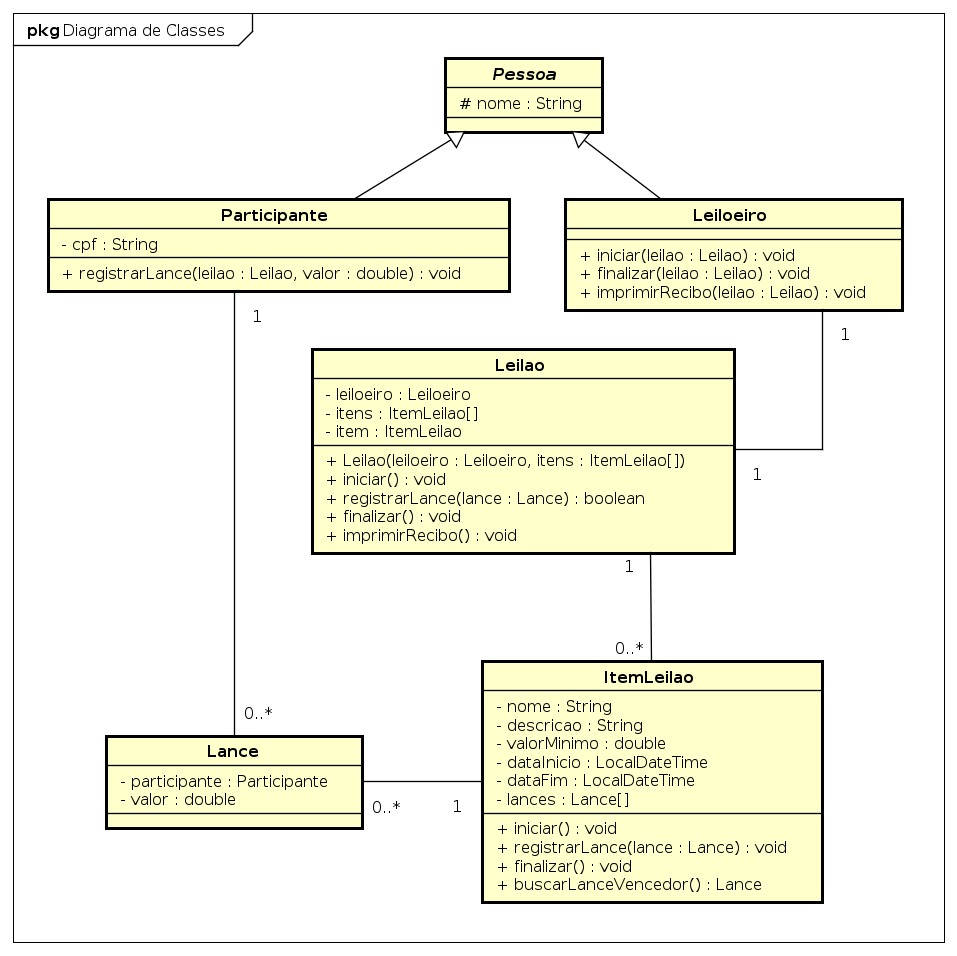 pkg Diagrama de Classes
Pessoa
# nome : String
Participante
- cpf : String
+ registrarLance(leilao : Leilao, valor : double) : void
Leiloeiro
+ iniciar(leilao : Leilao) : void
+ finalizar(leilao : Leilao) : void
+ imprimirRecibo(leilao : Leilao) : void
1
1
Leilao
- leiloeiro : Leiloeiro
- itens : ItemLeilao[]
- item : ItemLeilao
+ Leilao(leiloeiro : Leiloeiro, itens : ItemLeilao[])
+ iniciar() : void
+ registrarLance(lance : Lance) : boolean
+ finalizar() : void
+ imprimirRecibo() : void
1
1
0..*
ItemLeilao
- nome : String
- descricao : String
- valorMinimo : double
- dataInicio : LocalDateTime
- dataFim : LocalDateTime
- lances : Lance[]
+ iniciar() : void
+ registrarLance(lance : Lance) : void
+ finalizar() : void
+ buscarLanceVencedor() : Lance
0..*
Lance
- participante : Participante
- valor : double
0..*
1